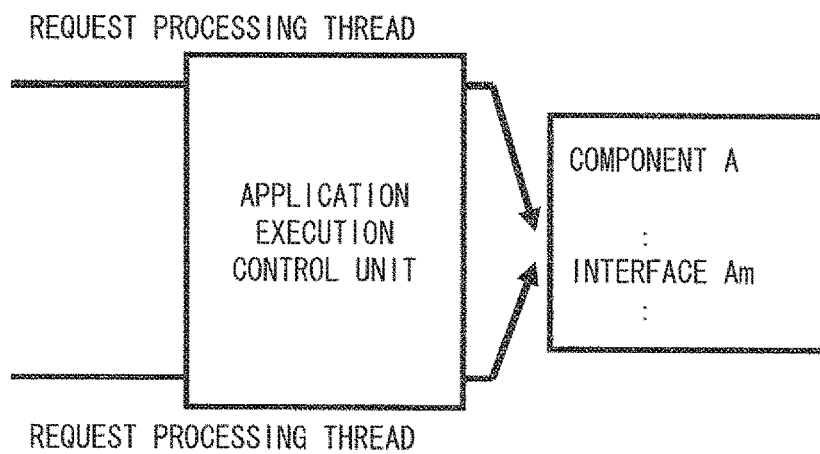 REQUEST PROCESSING THREAD
APPLICATION
EXECUTION
CONTROL UNIT
COMPONENT A
:
INTERFACE Am
:
REQUEST PROCESSING THREAD